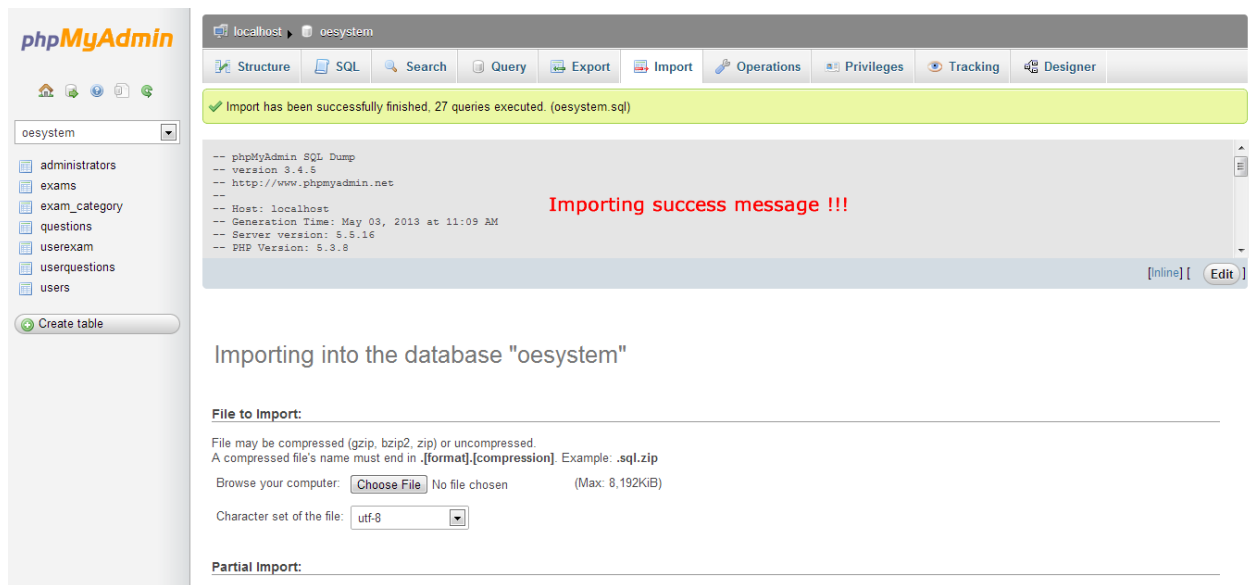 phpMyAdmin
oesystem
administrators
exams
exam_category
questions
userexam
userquestions
users
Create table
localhost oesystem
Structure SQL Search Query Export Import Operations Privileges Tracking Designer
Import has been successfully finished, 27 queries executed. (oesystem.sql)
-- phpMyAdmin SQL Dump
-- version 3.4.5
-- http://www.phpmyadmin.net
--
-- Host: localhost
-- Generation Time: May 03, 2013 at 11:09 AM
-- Server version: 5.5.16
-- PHP Version: 5.3.8
Importing success message !!!
[Inline] [ Edit ]
Importing into the database "oesystem"
File to Import:
File may be compressed (gzip, bzip2, zip) or uncompressed.
A compressed file's name must end in .[format].[compression]. Example: .sql.zip
Browse your computer: Choose File No file chosen (Max: 8,192KiB)
Character set of the file: utf-8
Partial Import: